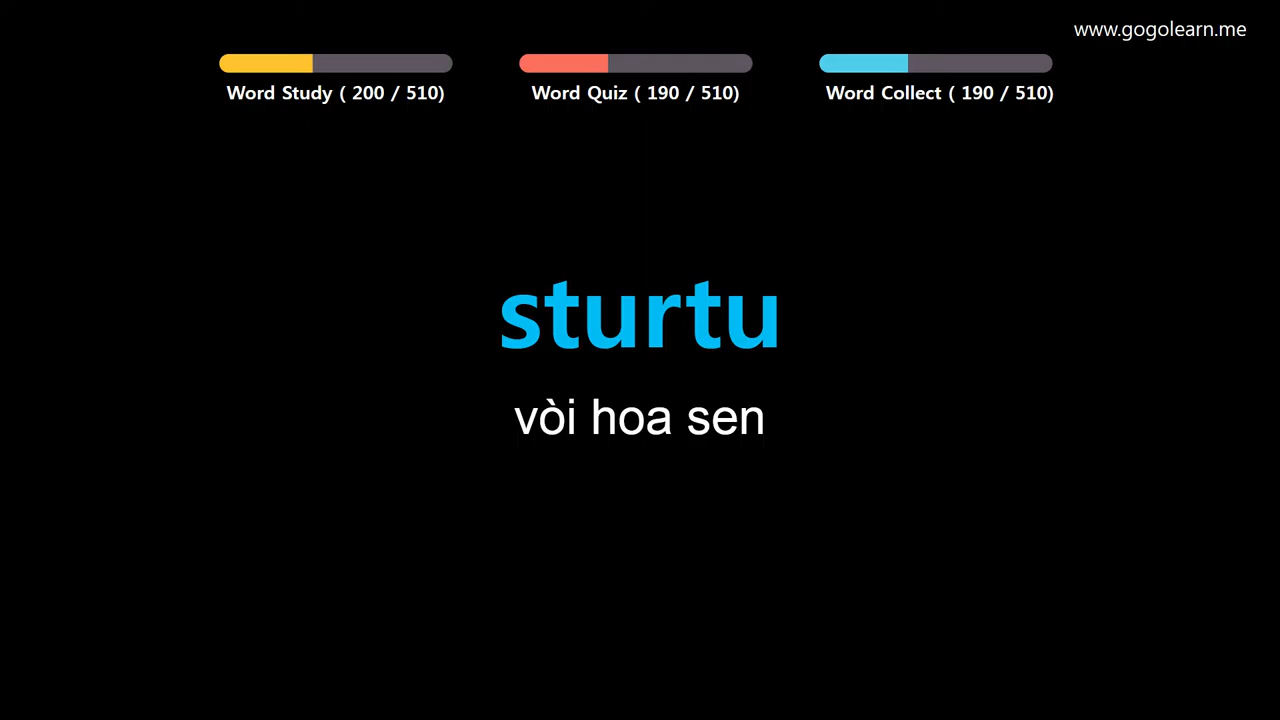 www.gogolearn.me
Word Study ( 200 / 510)
Word Quiz ( 190 / 510)
Word Collect ( 190 / 510)
sturtu
vòi hoa sen